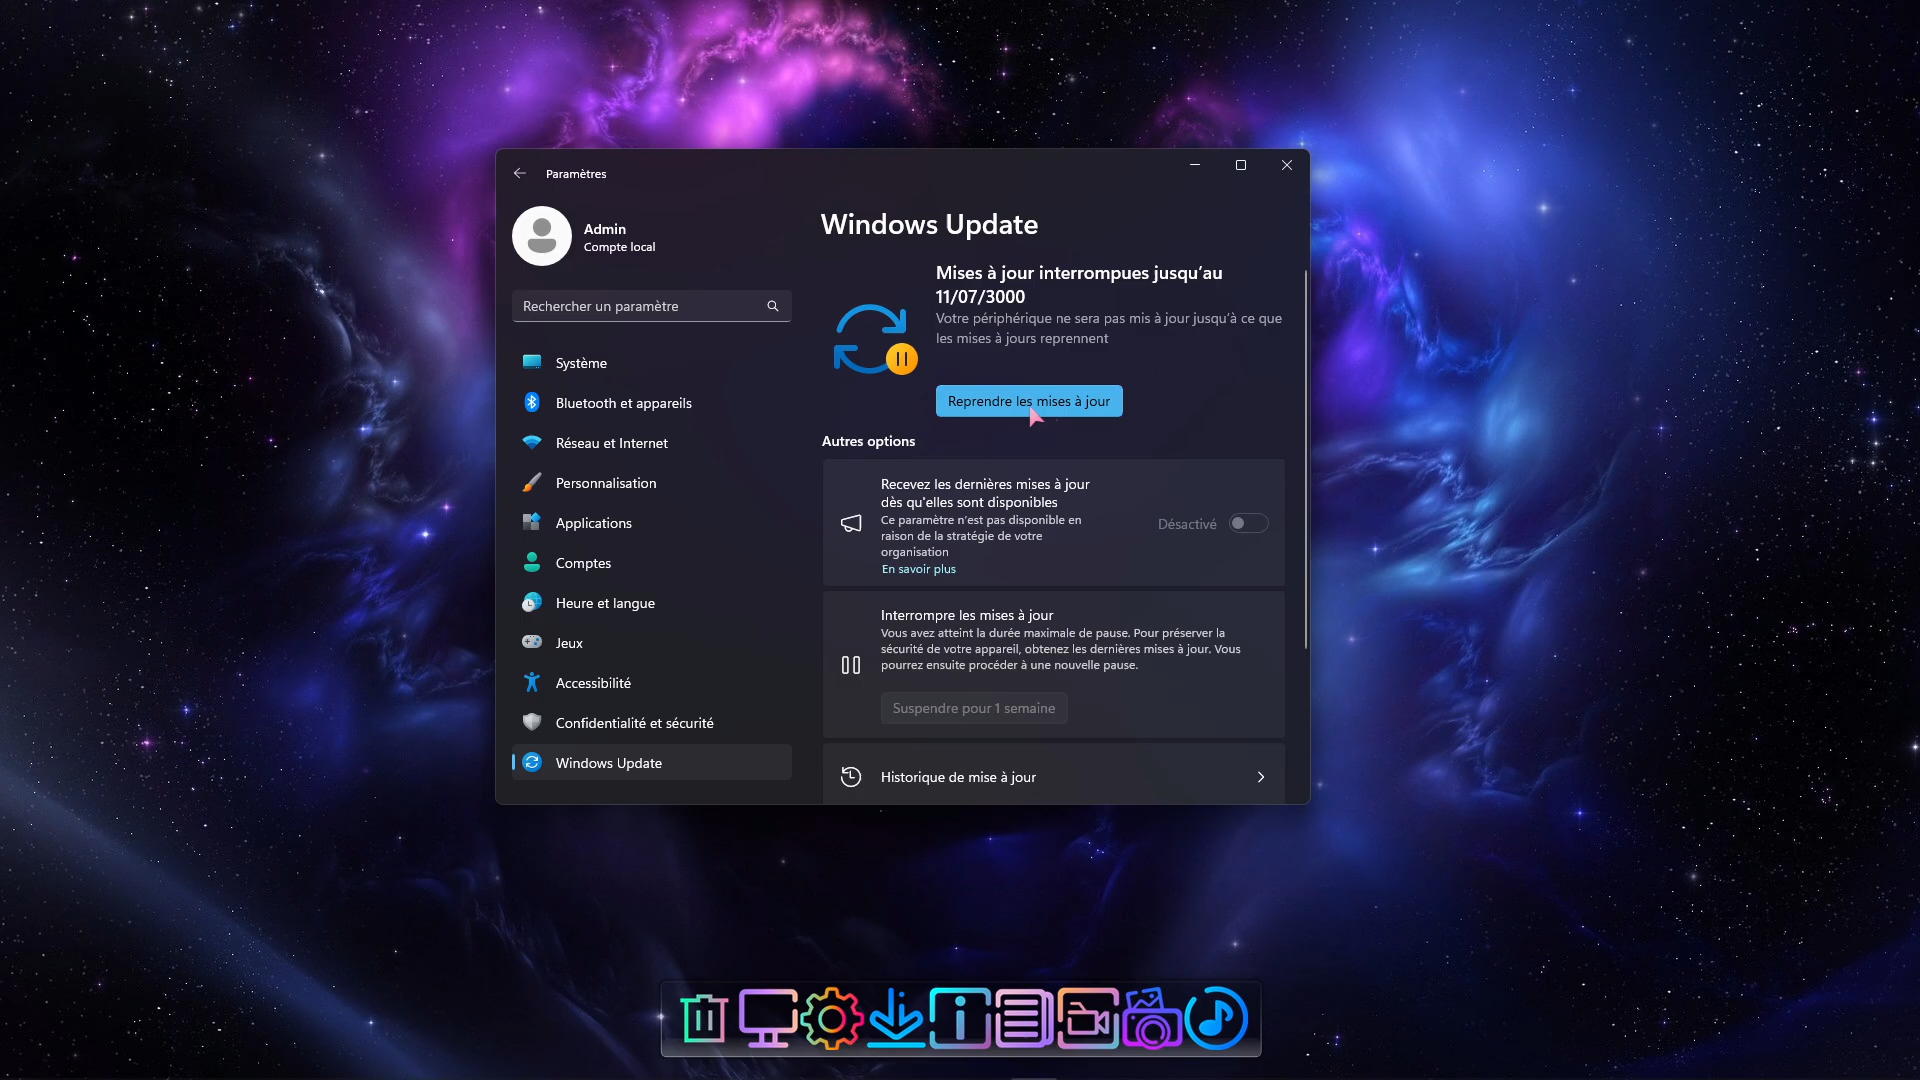 Paramètres
Admin
Compte local
Rechercher un paramètre
Système
Bluetooth et appareils
Réseau et Internet
Personnalisation
Applications
Comptes
Heure et langue
Jeux
Accessibilité
Confidentialité et sécurité
Windows Update
Windows Update
Mises à jour interrompues jusqu’au
11/07/3000
Votre périphérique ne sera pas mis à jour jusqu’à ce que
les mises à jours reprennent
Reprendre les mises à jour
Autres options
Recevez les dernières mises à jour
dès qu'elles sont disponibles
Ce paramètre n’est pas disponible en
raison de la stratégie de votre
organisation
En savoir plus
Désactivé
Interrompre les mises à jour
Vous avez atteint la durée maximale de pause. Pour préserver la
sécurité de votre appareil, obtenez les dernières mises à jour. Vous
pourrez ensuite procéder à une nouvelle pause.
Suspendre pour 1 semaine
Historique de mise à jour